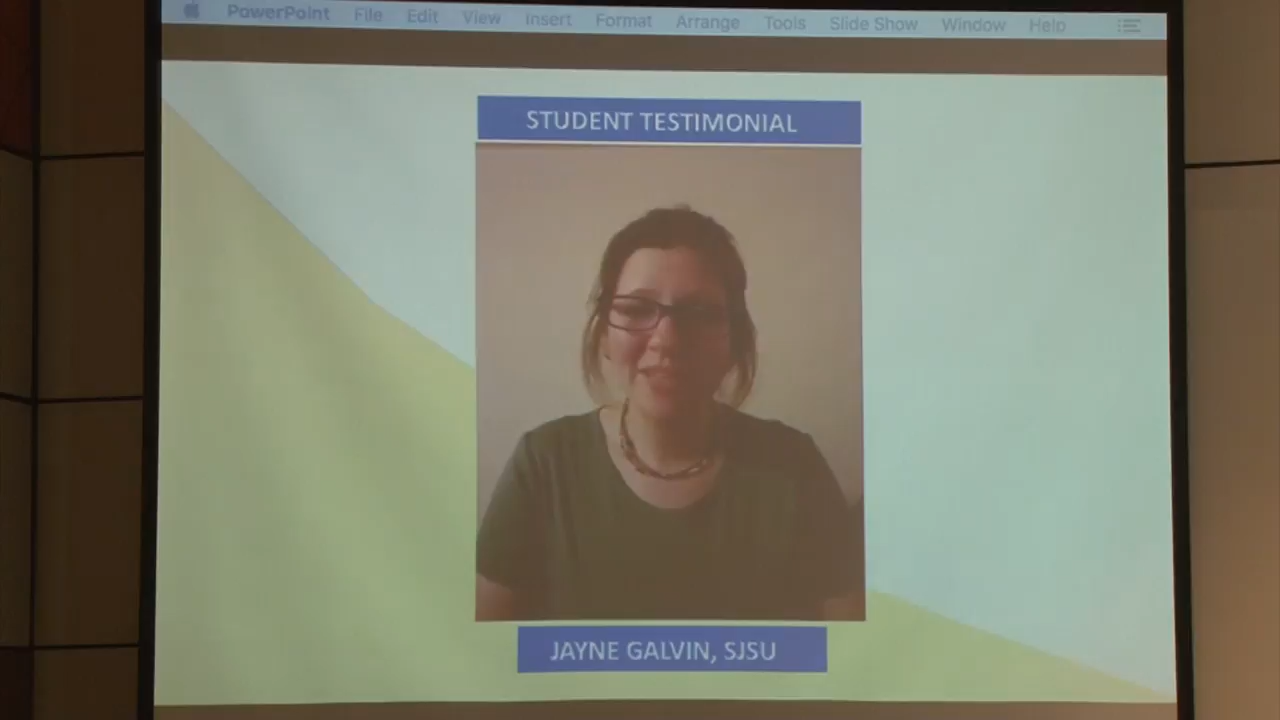 PowerPoint File Edit View Insert Format Arrange Tools Slide Show Window Help
STUDENT TESTIMONIAL
JAYNE GALVIN, SJSU